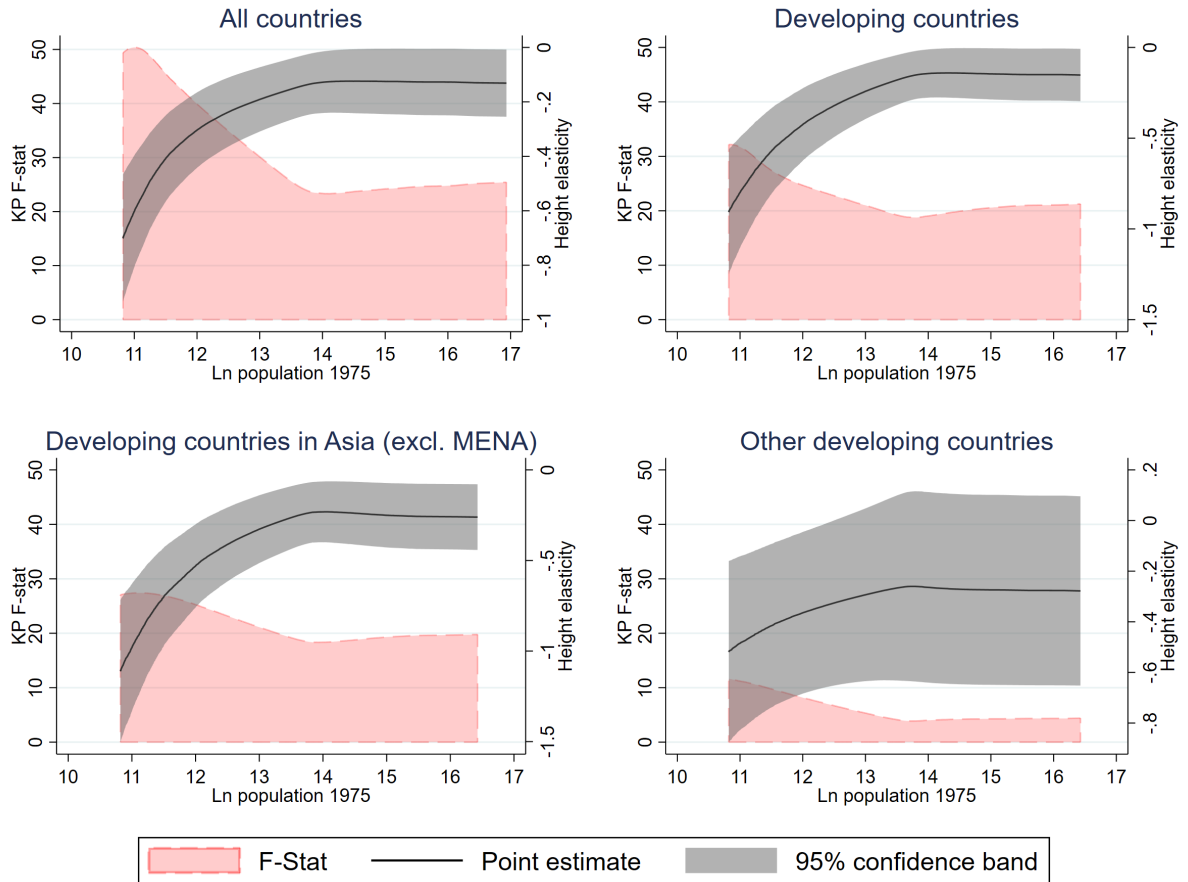 All countries
KP F-stat
0 10 20 30 40 50
Height elasticity
-1 -.8 -.6 -.4 -.2 0
10 11 12 13 14 15 16 17
Ln population 1975
Developing countries
KP F-stat
0 10 20 30 40 50
Height elasticity
-1.5 -1 -.5 0
10 11 12 13 14 15 16 17
Ln population 1975
Developing countries in Asia (excl. MENA)
KP F-stat
0 10 20 30 40 50
Height elasticity
-1.5 -1 -.5 0
10 11 12 13 14 15 16 17
Ln population 1975
Other developing countries
KP F-stat
0 10 20 30 40 50
Height elasticity
-.8 -.6 -.4 -.2 0 .2
10 11 12 13 14 15 16 17
Ln population 1975
F-Stat Point estimate 95% confidence band